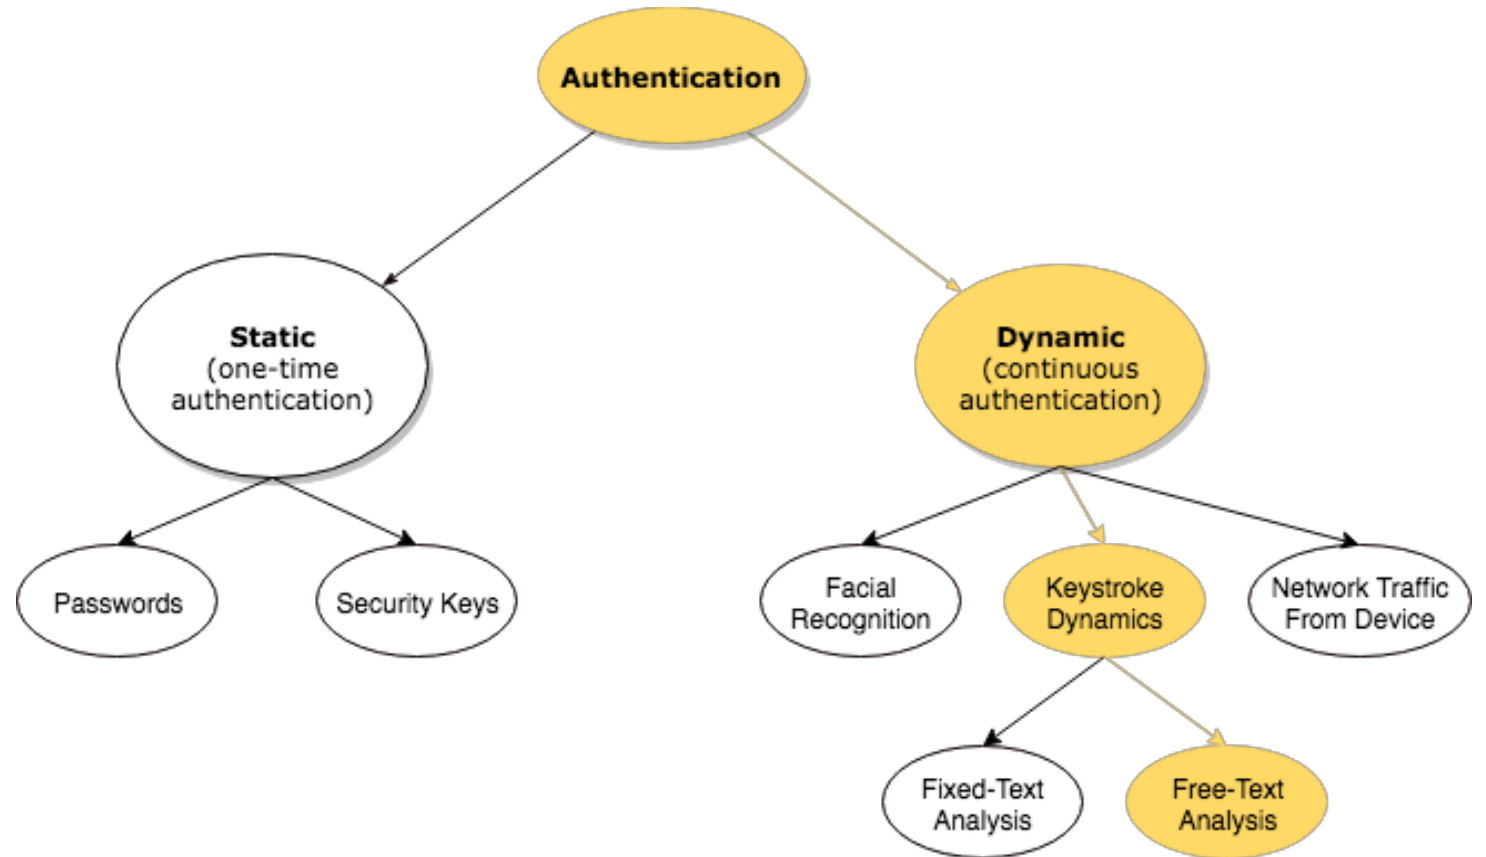 Authentication
Static
(one-time
authentication)
Dynamic
(continuous
authentication)
Passwords
Security Keys
Facial
Recognition
Keystroke
Dynamics
Network Traffic
From Device
Fixed-Text
Analysis
Free-Text
Analysis